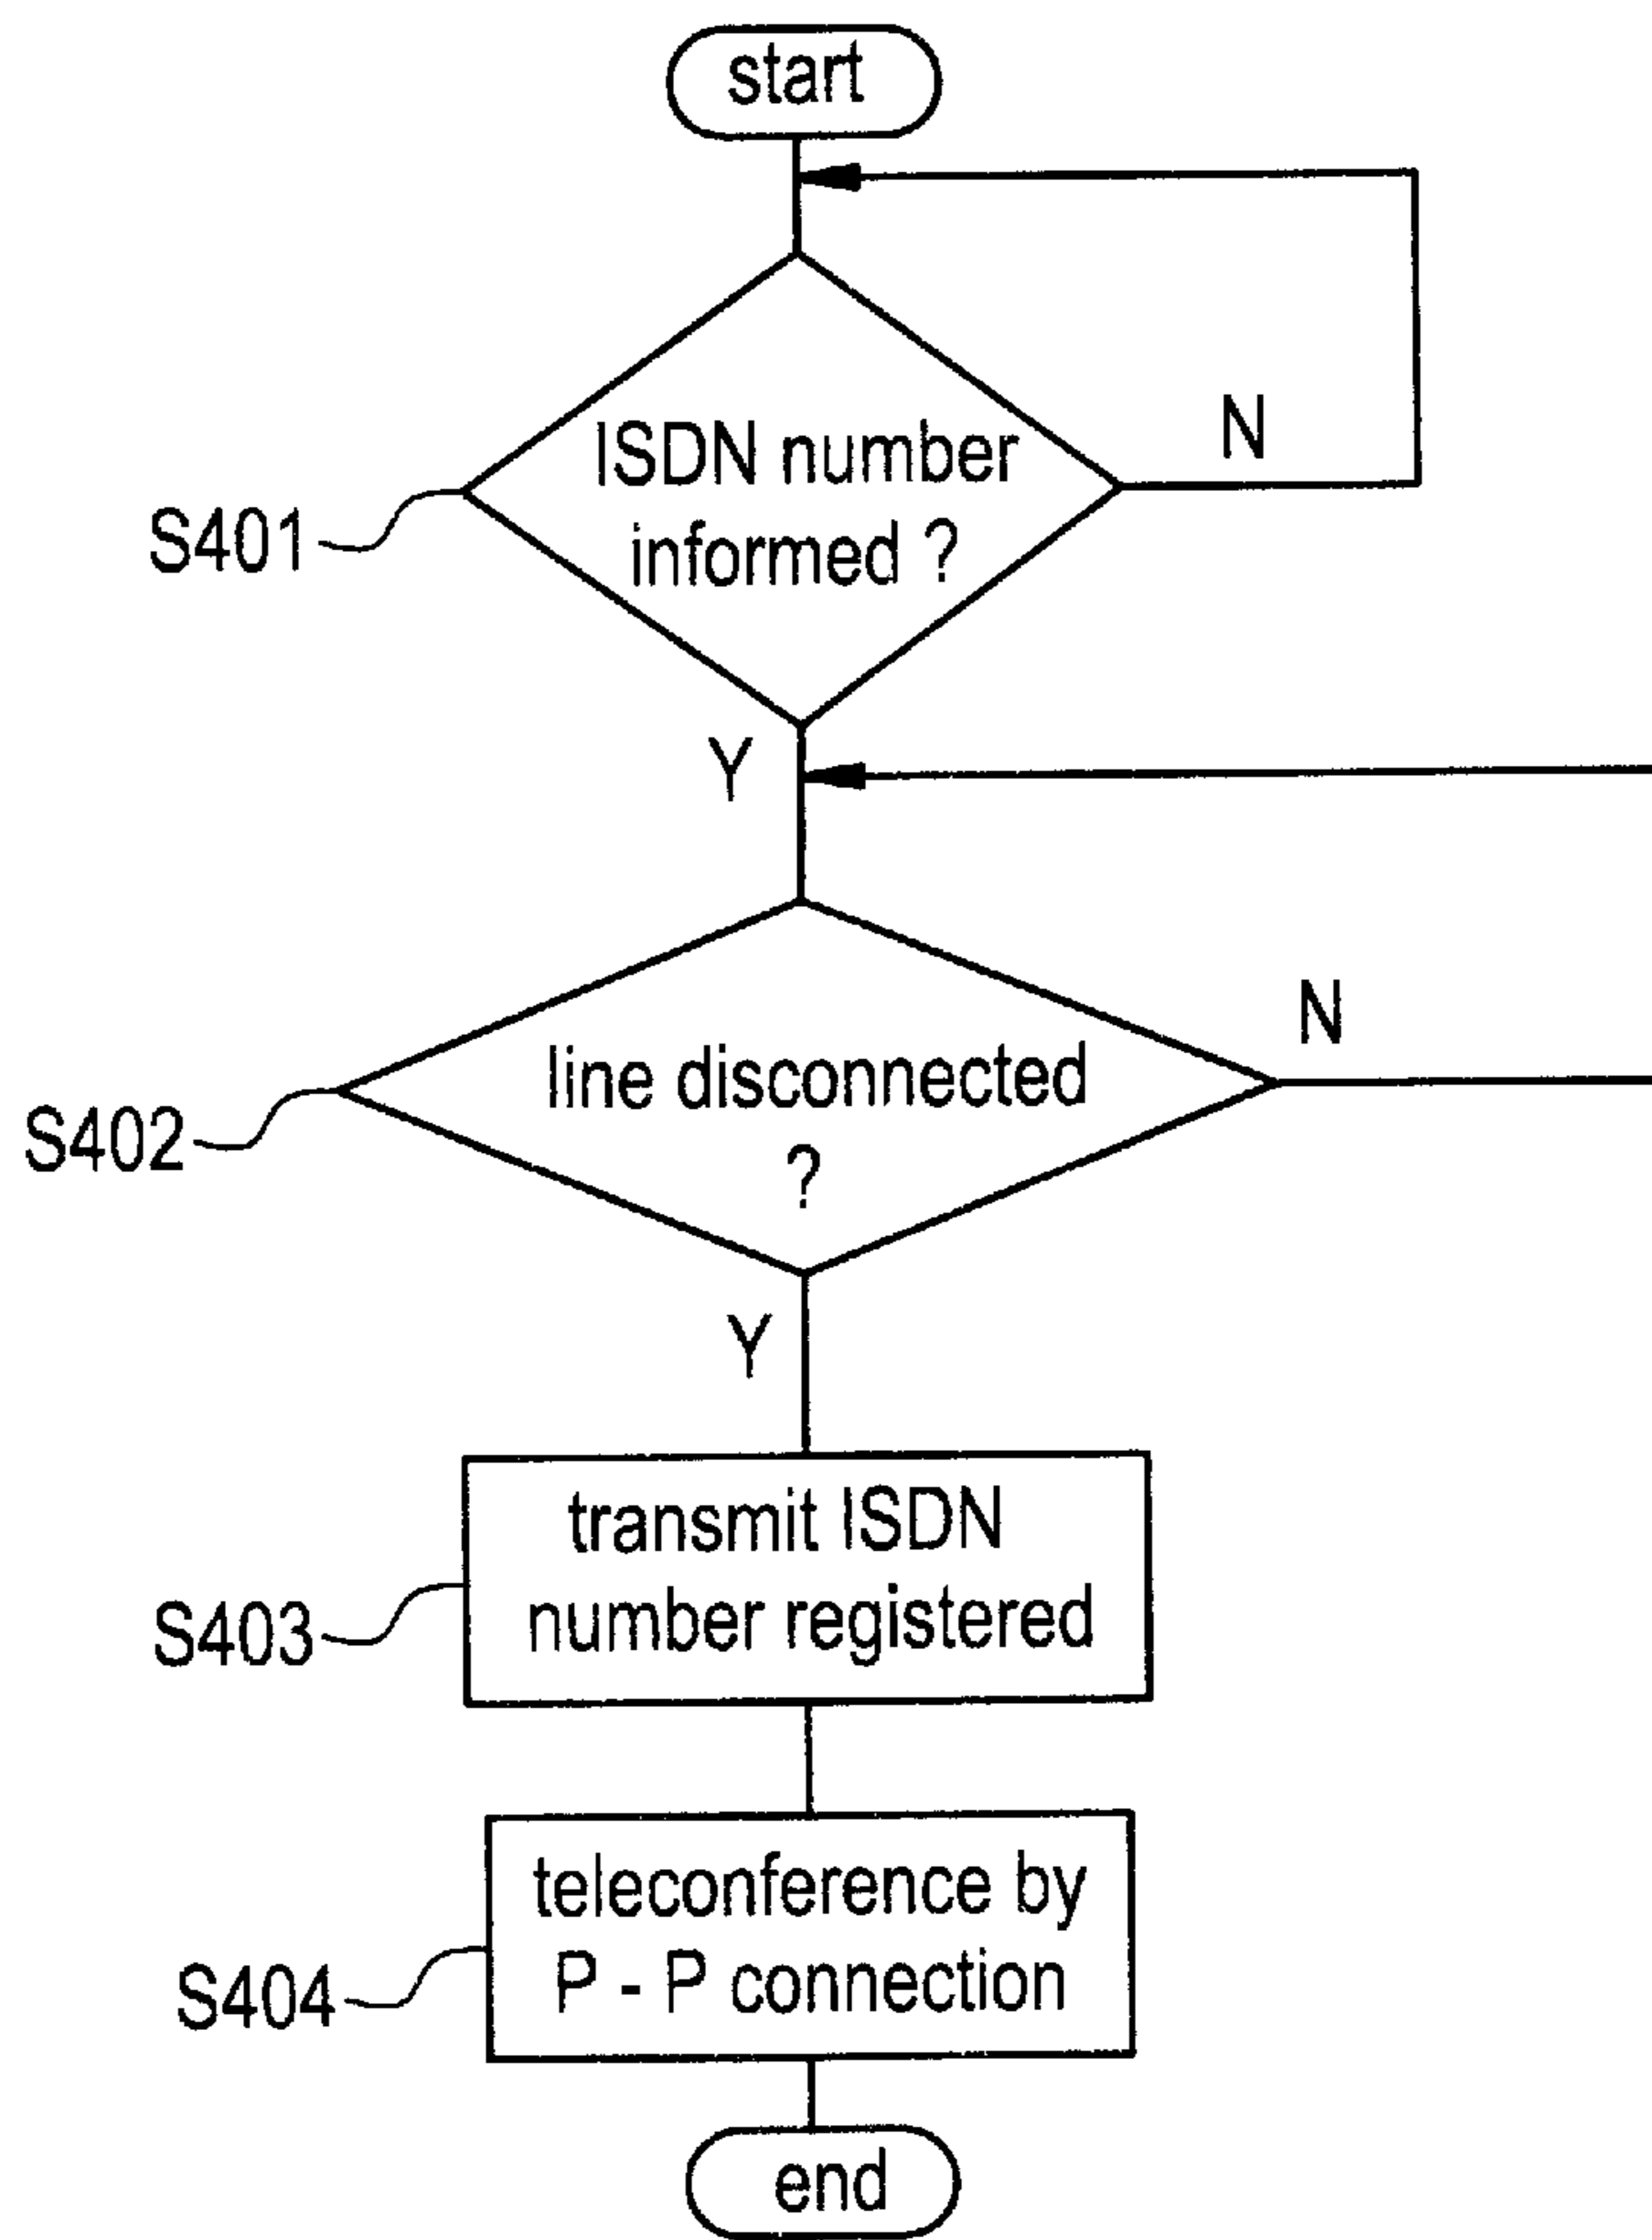 start
ISDN number
informed ?
N
S401
Y
line disconnected
?
N
S402
Y
transmit ISDN
number registered
S403
teleconference by
P - P connection
S404
end